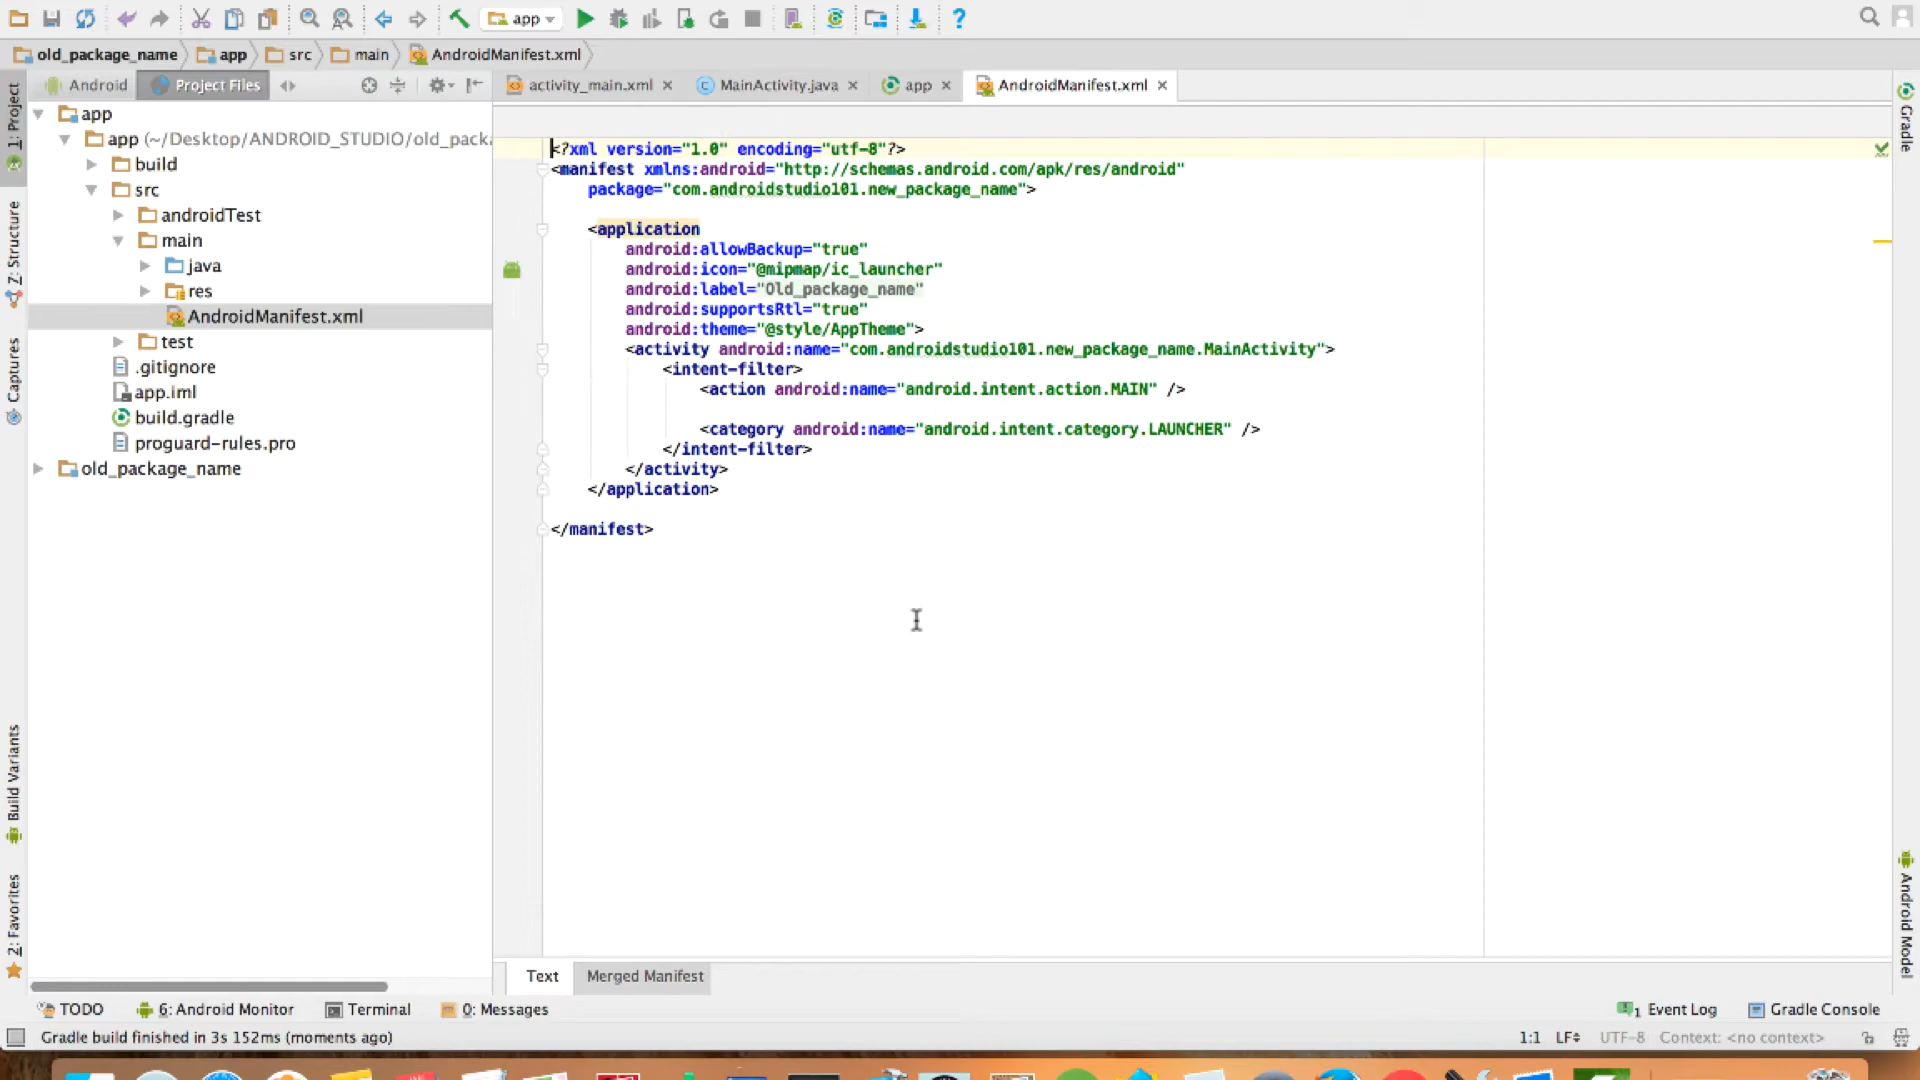 app
old_package_name app src main AndroidManifest.xml
Android Project Files
activity_main.xml MainActivity.java app AndroidManifest.xml
1: Project
Z: Structure
Captures
Build Variants
2: Favorites
app
app (~/Desktop/ANDROID_STUDIO/old_pack
build
src
androidTest
main
java
res
AndroidManifest.xml
test
.gitignore
app.iml
build.gradle
proguard-rules.pro
old_package_name
<?xml version="1.0" encoding="utf-8"?>
<manifest xmlns:android="http://schemas.android.com/apk/res/android"
package="com.androidstudio101.new_package_name">
<application
android:allowBackup="true"
android:icon="@mipmap/ic_launcher"
android:label="Old_package_name"
android:supportsRtl="true"
android:theme="@style/AppTheme">
<activity android:name="com.androidstudio101.new_package_name.MainActivity">
<intent-filter>
<action android:name="android.intent.action.MAIN" />
<category android:name="android.intent.category.LAUNCHER" />
</intent-filter>
</activity>
</application>
</manifest>
Gradle
Android Model
Text Merged Manifest
TODO 6: Android Monitor Terminal 0: Messages 1 Event Log Gradle Console
Gradle build finished in 3s 152ms (moments ago) 1:1 LF UTF-8 Context: <no context>